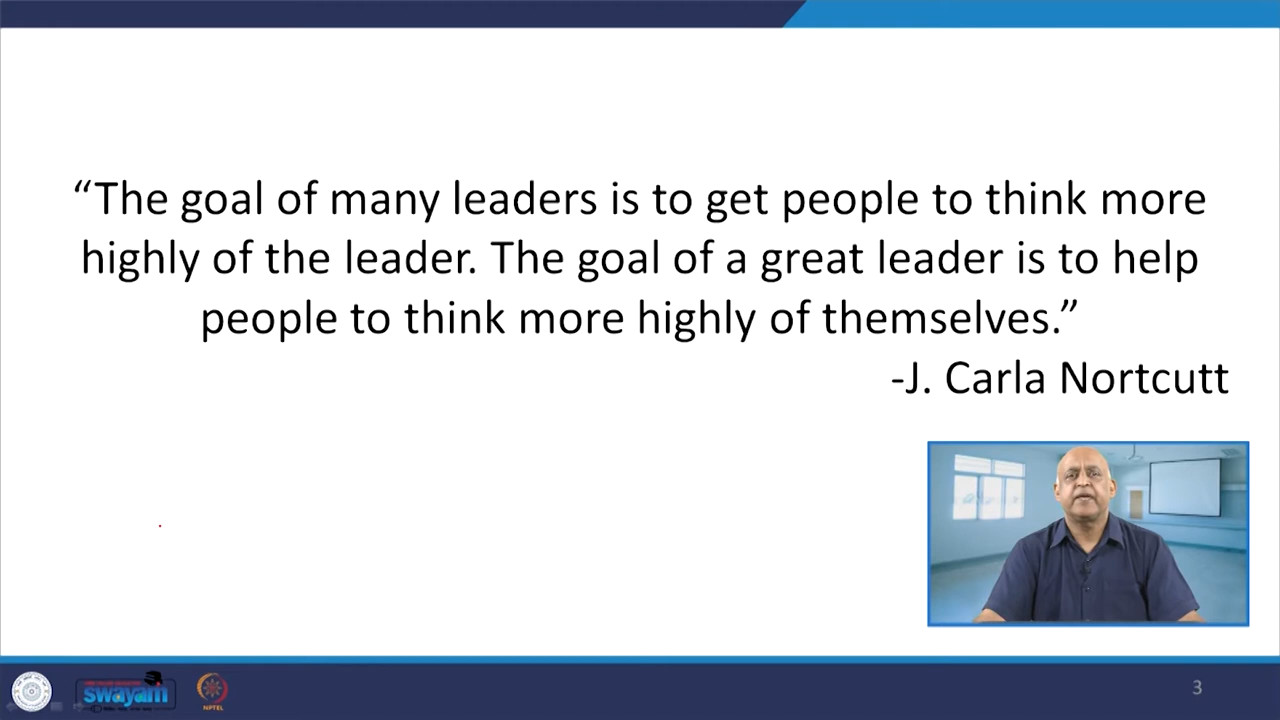 “The goal of many leaders is to get people to think more
highly of the leader. The goal of a great leader is to help
people to think more highly of themselves.”
-J. Carla Nortcutt
swayam
NPTEL
3